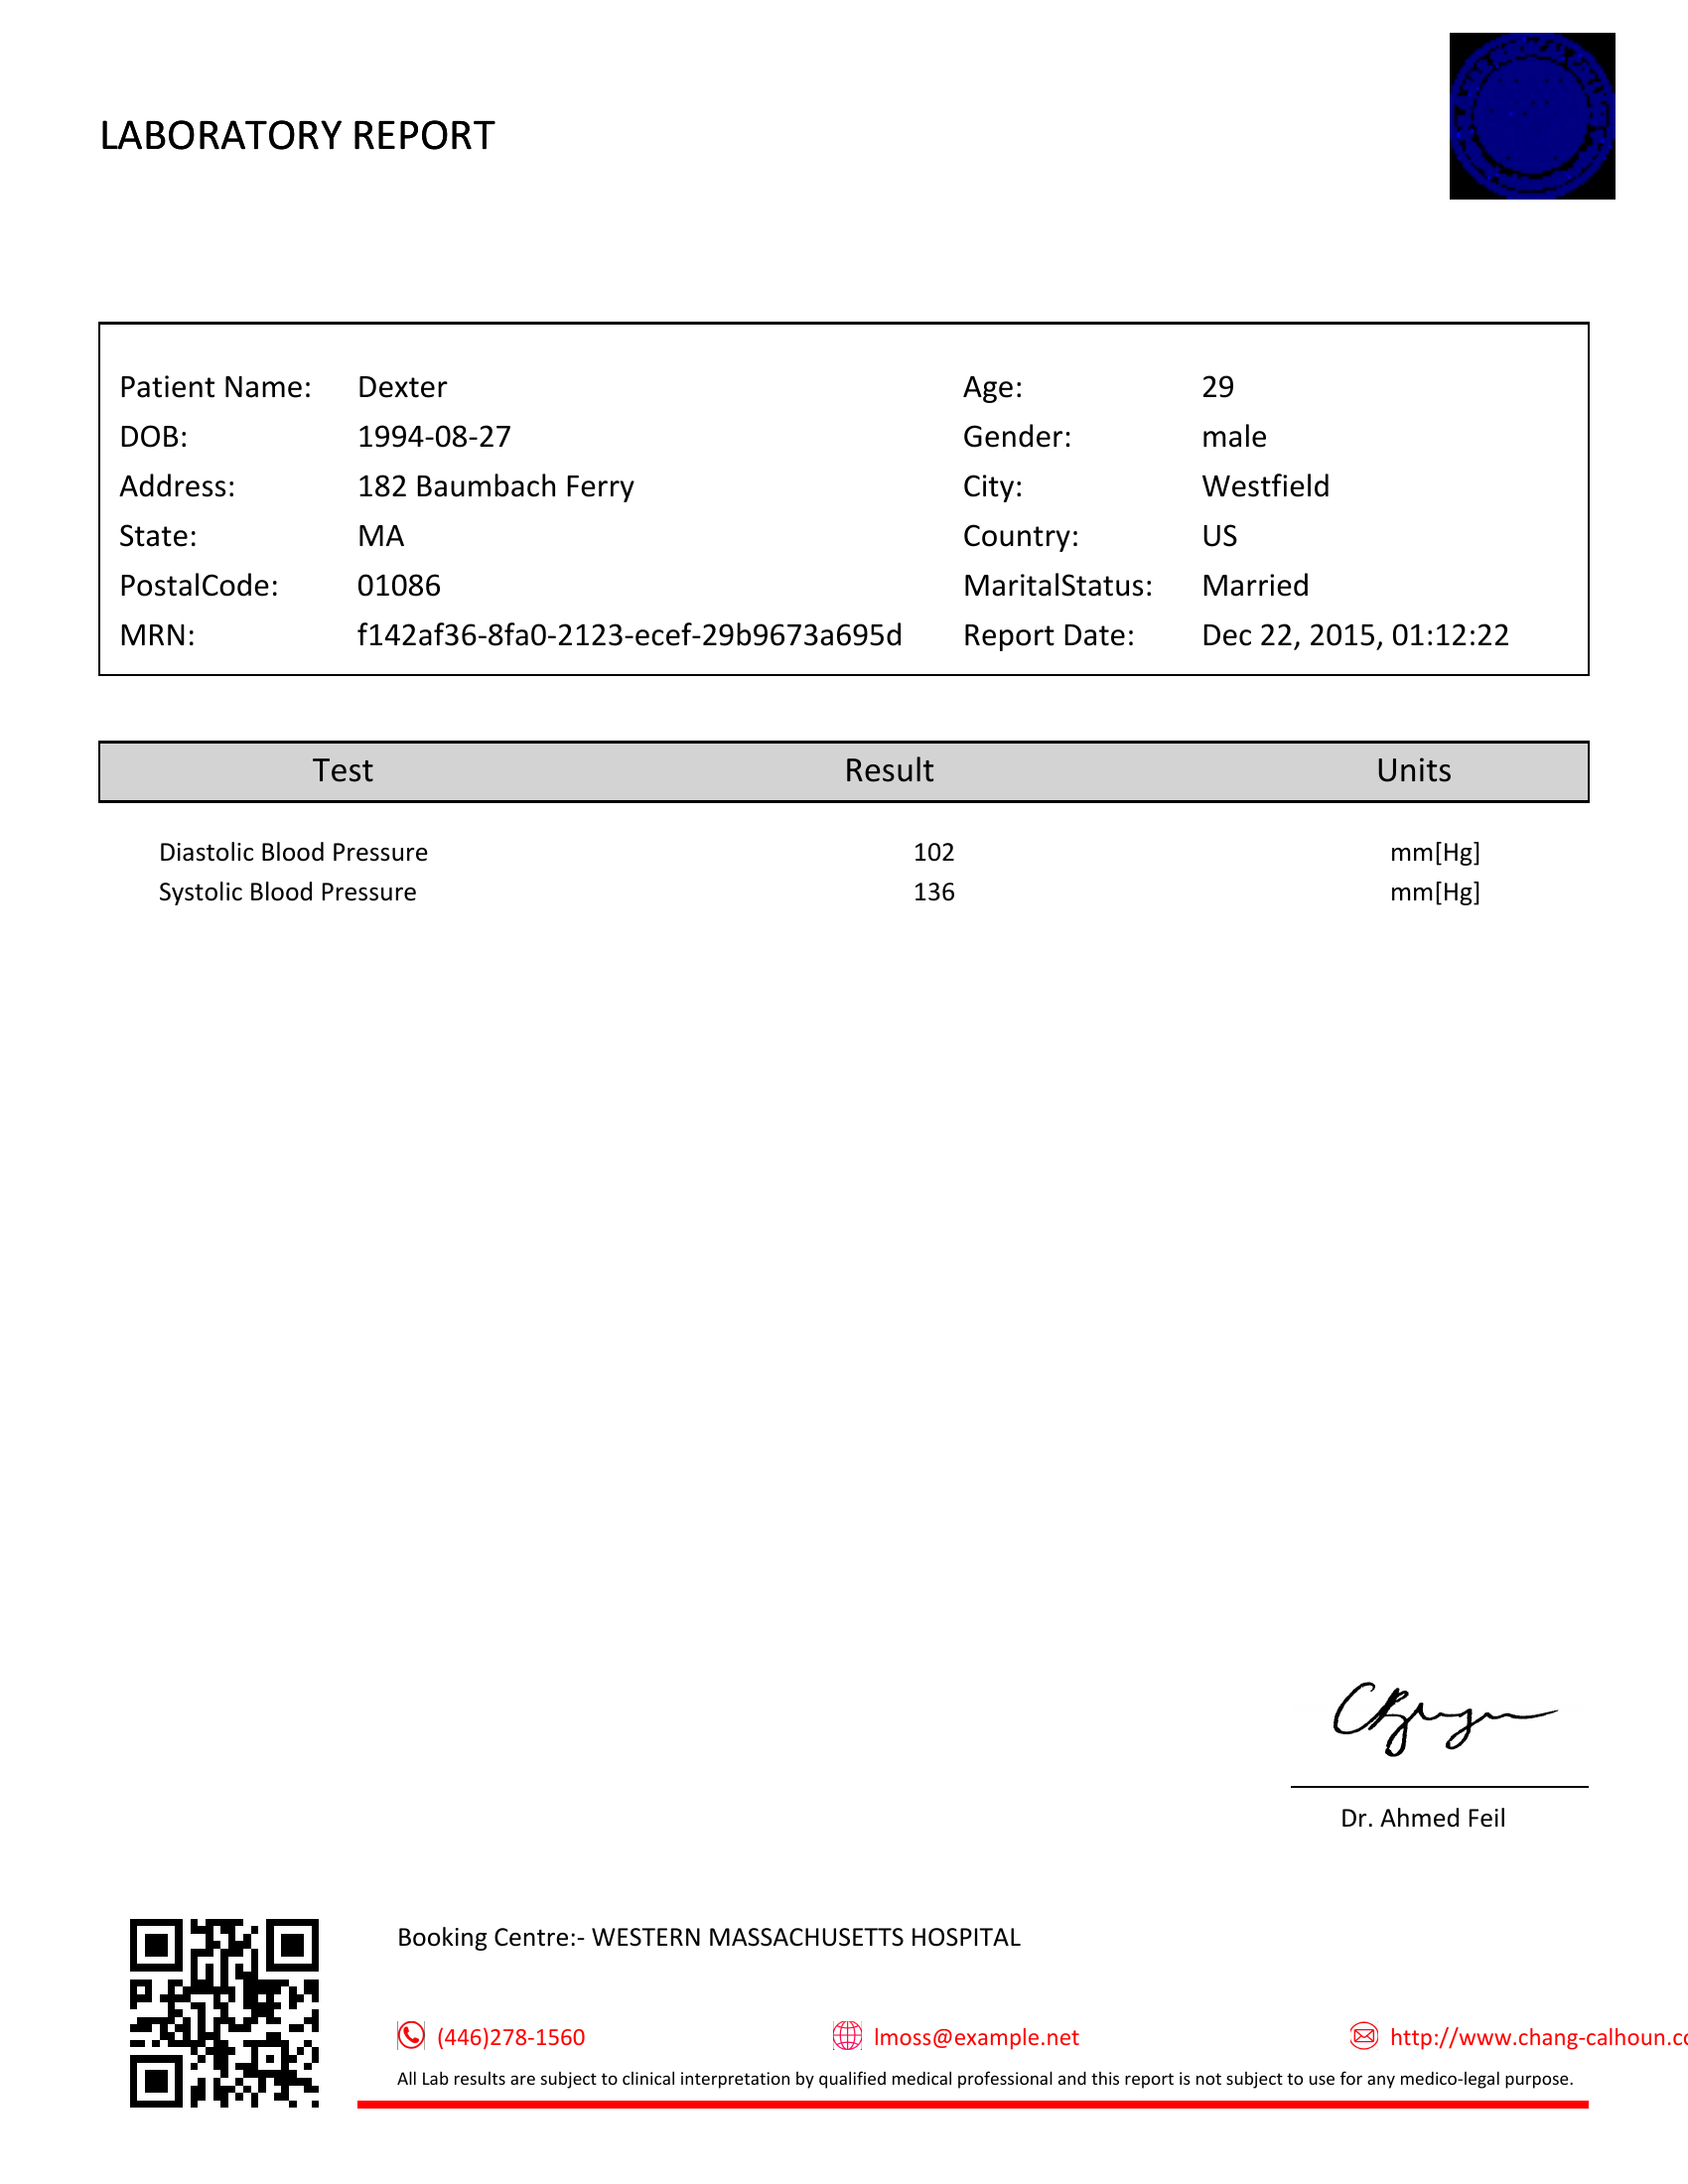 LABORATORY REPORT
Patient Name: Dexter Age: 29
DOB: 1994-08-27 Gender: male
Address: 182 Baumbach Ferry City: Westfield
State: MA Country: US
PostalCode: 01086 MaritalStatus: Married
MRN: f142af36-8fa0-2123-ecef-29b9673a695d Report Date: Dec 22, 2015, 01:12:22
Test Result Units
Diastolic Blood Pressure 102 mm[Hg]
Systolic Blood Pressure 136 mm[Hg]
Dr. Ahmed Feil
Booking Centre:- WESTERN MASSACHUSETTS HOSPITAL
(446)278-1560 lmoss@example.net http://www.chang-calhoun.c
All Lab results are subject to clinical interpretation by qualified medical professional and this report is not subject to use for any medico-legal purpose.